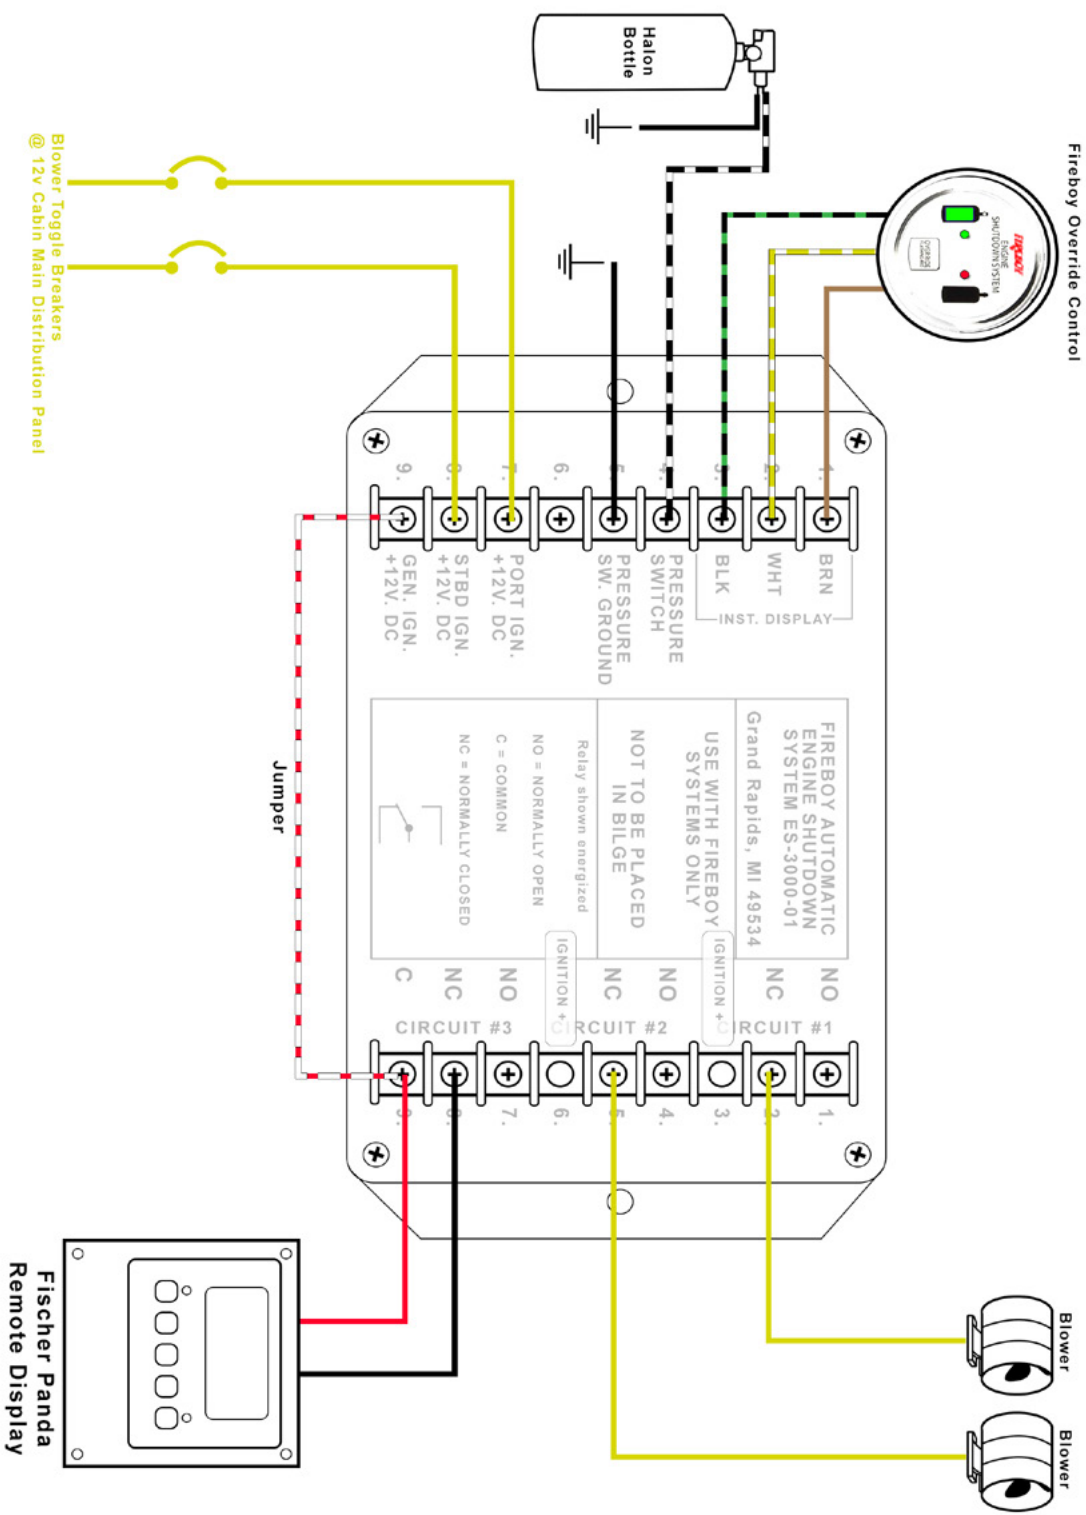 Fireboy Override Control
FIREBOY
ENGINE
SHUTDOWN SYSTEM
Halon
Bottle
Blower Toggle Breakers
@ 12v Cabin Main Distribution Panel
1.
2.
3.
4.
5.
6.
7.
8.
9.
BRN
WHT
BLK
INST. DISPLAY
PRESSURE
SWITCH
PRESSURE
SW. GROUND
PORT IGN.
+12V. DC
STBD IGN.
+12V. DC
GEN. IGN.
+12V. DC
FIREBOY AUTOMATIC
ENGINE SHUTDOWN
SYSTEM ES-3000-01
Grand Rapids, MI 49534
USE WITH FIREBOY
SYSTEMS ONLY
NOT TO BE PLACED
IN BILGE
Relay shown energized
NO = NORMALLY OPEN
C = COMMON
NC = NORMALLY CLOSED
Jumper
NO
NC
IGNITION +
NO
NC
IGNITION +
NO
NC
C
CIRCUIT #1
CIRCUIT #2
CIRCUIT #3
1.
2.
3.
4.
5.
6.
7.
8.
9.
Blower
Blower
Fischer Panda
Remote Display